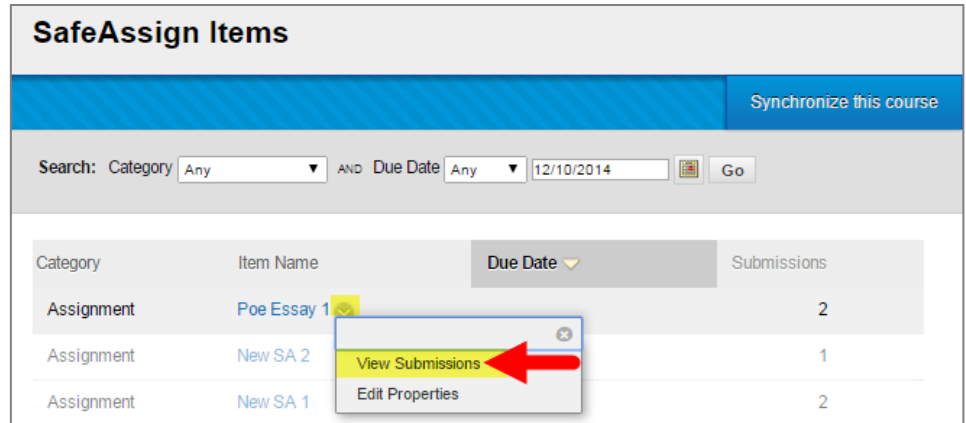 SafeAssign Items
Synchronize this course
Search: Category Any AND Due Date Any 12/10/2014 Go
Category Item Name Due Date Submissions
Assignment Poe Essay 1 2
Assignment New SA 2 1
View Submissions
Edit Properties
Assignment New SA 1 2